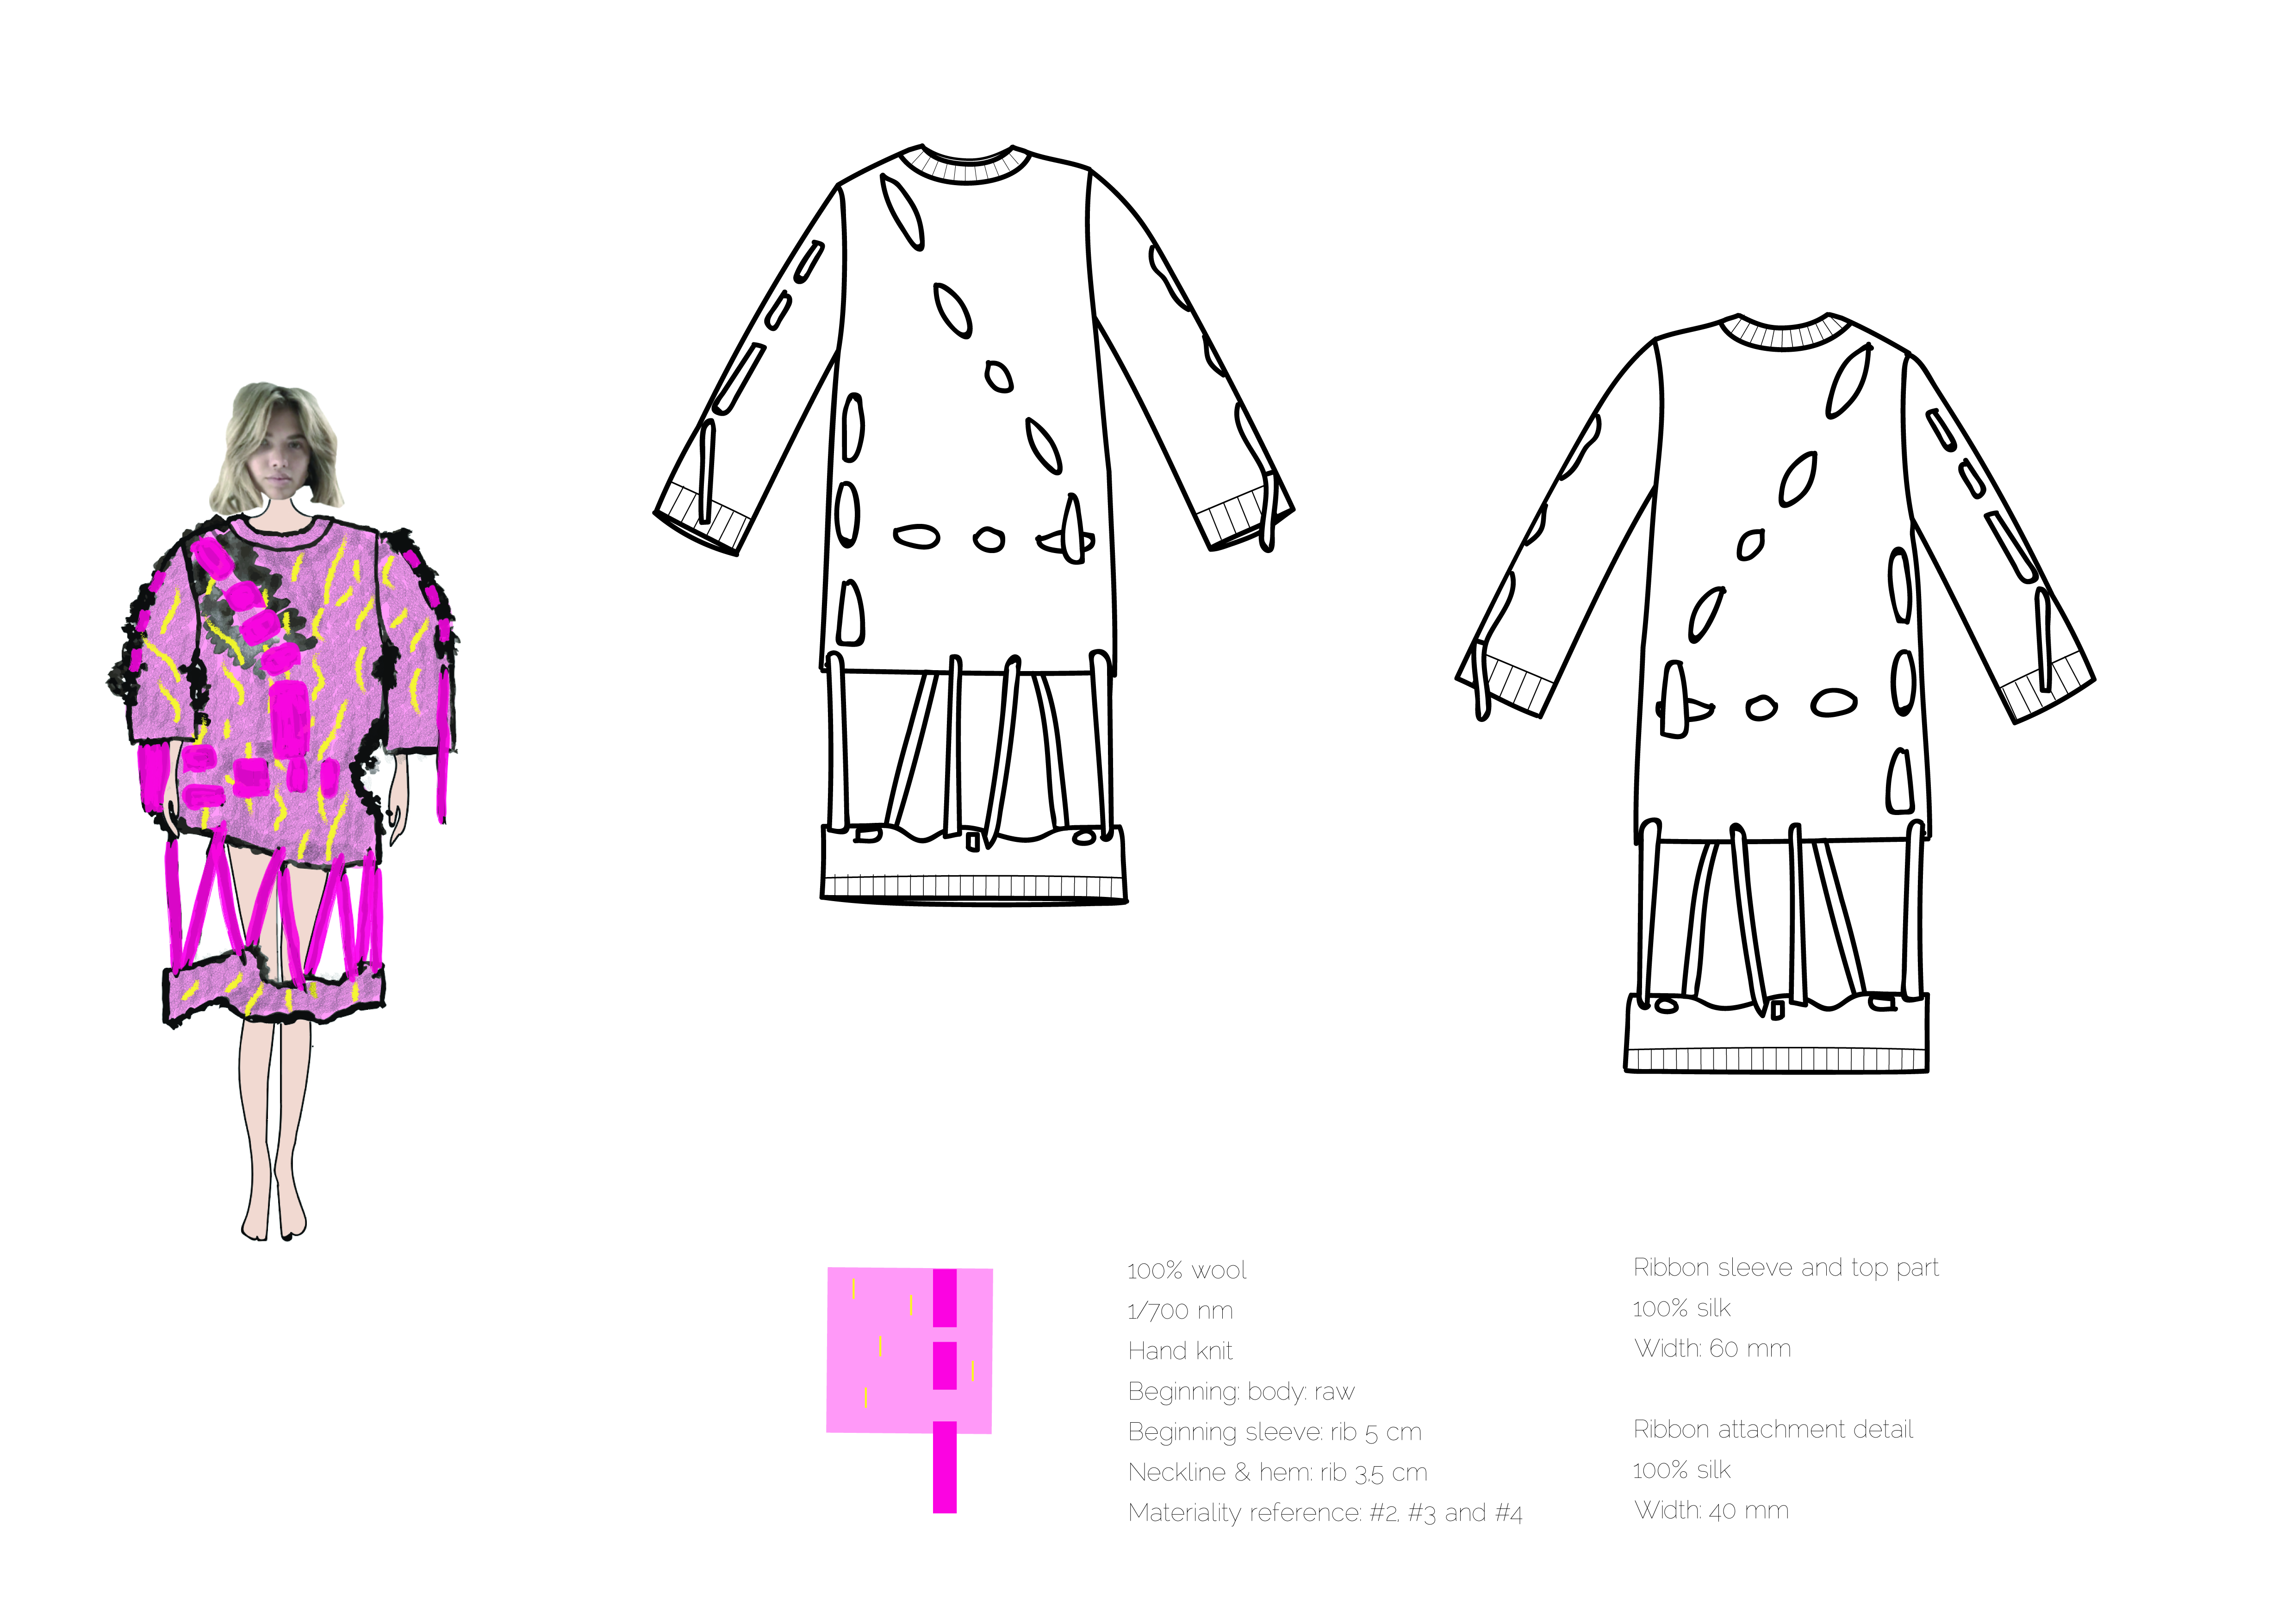 100% wool
1/700 nm
Hand knit
Beginning: body: raw
Beginning sleeve: rib 5 cm
Neckline & hem: rib 3,5 cm
Materiality reference: #2, #3 and #4
Ribbon sleeve and top part
100% silk
Width: 60 mm
Ribbon attachment detail
100% silk
Width: 40 mm